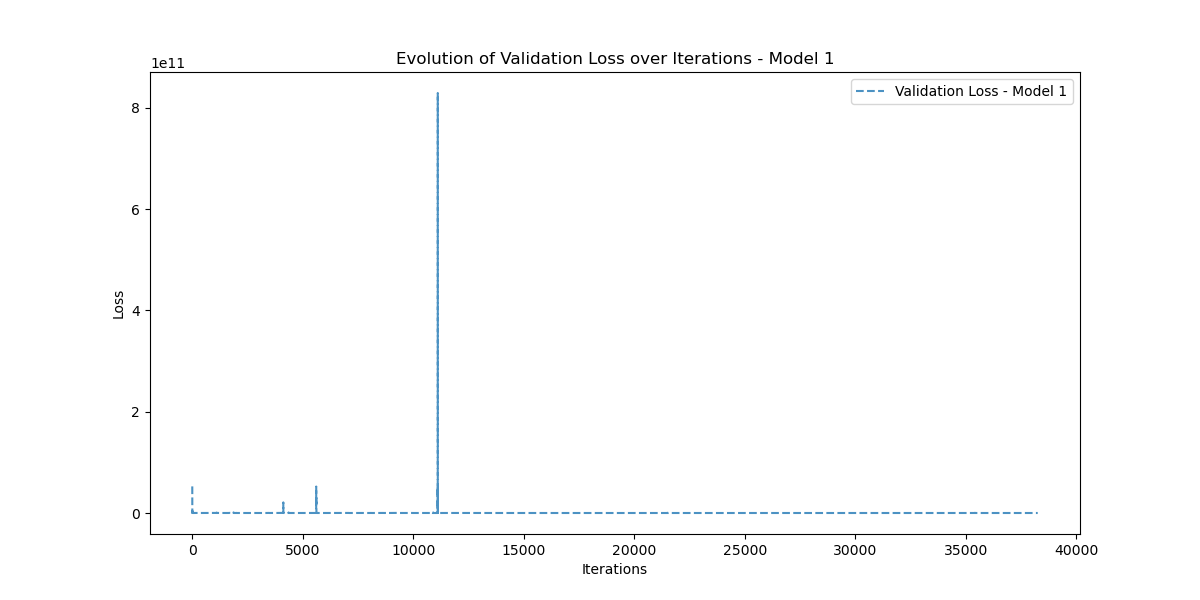 Evolution of Validation Loss over Iterations - Model 1
1e11
Validation Loss - Model 1
8
6
4
2
0
Loss
0 5000 10000 15000 20000 25000 30000 35000 40000
Iterations